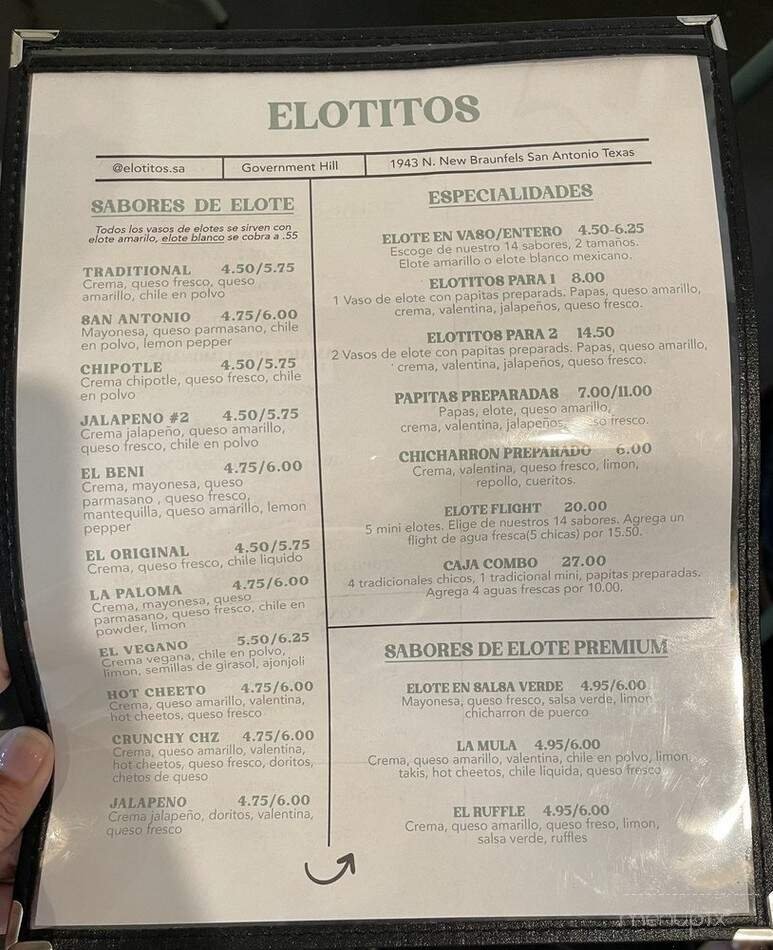 ELOTITOS
@elotitos.sa
Government Hill
1943 N. New Braunfels San Antonio Texas
SABORES DE ELOTE
Todos los vasos de elotes se sirven con
elote amarilo, elote blanco se cobra a .55
TRADITIONAL 4.50/5.75
Crema, queso fresco, queso
amarillo, chile en polvo
SAN ANTONIO 4.75/6.00
Mayonesa, queso parmasano, chile
en polvo, lemon pepper
CHIPOTLE 4.50/5.75
Crema chipotle, queso fresco, chile
en polvo
JALAPENO #2 4.50/5.75
Crema jalapeño, queso amarillo,
queso fresco, chile en polvo
EL BENI 4.75/6.00
Crema, mayonesa, queso
parmasano , queso fresco,
mantequilla, queso amarillo, lemon
pepper
EL ORIGINAL 4.50/5.75
Crema, queso fresco, chile liquido
LA PALOMA 4.75/6.00
Crema, mayonesa, queso
parmasano, queso fresco, chile en
powder, limon
EL VEGANO 5.50/6.25
Crema vegana, chile en polvo,
limon, semillas de girasol, ajonjoli
HOT CHEETO 4.75/6.00
Crema, queso amarillo, valentina,
hot cheetos, queso fresco
CRUNCHY CHZ 4.75/6.00
Crema, queso amarillo, valentina,
hot cheetos, queso fresco, doritos,
chetos de queso
JALAPENO 4.75/6.00
Crema jalapeño, doritos, valentina,
queso fresco
ESPECIALIDADES
ELOTE EN VASO/ENTERO 4.50-6.25
Escoge de nuestro 14 sabores, 2 tamaños.
Elote amarillo o elote blanco mexicano.
ELOTITOS PARA 1 8.00
1 Vaso de elote con papitas preparads. Papas, queso amarillo,
crema, valentina, jalapeños, queso fresco.
ELOTITOS PARA 2 14.50
2 Vasos de elote con papitas preparads. Papas, queso amarillo,
crema, valentina, jalapeños, queso fresco.
PAPITAS PREPARADAS 7.00/11.00
Papas, elote, queso amarillo,
crema, valentina, jalapeños, queso fresco.
CHICHARRON PREPARADO 6.00
Crema, valentina, queso fresco, limon,
repollo, cueritos.
ELOTE FLIGHT 20.00
5 mini elotes. Elige de nuestros 14 sabores. Agrega un
flight de agua fresca(5 chicas) por 15.50.
CAJA COMBO 27.00
4 tradicionales chicos, 1 tradicional mini, papitas preparadas.
Agrega 4 aguas frescas por 10.00.
SABORES DE ELOTE PREMIUM
ELOTE EN SALSA VERDE 4.95/6.00
Mayonesa, queso fresco, salsa verde, limon
chicharron de puerco
LA MULA 4.95/6.00
Crema, queso amarillo, valentina, chile en polvo, limon,
takis, hot cheetos, chile liquida, queso fresco
EL RUFFLE 4.95/6.00
Crema, queso amarillo, queso freso, limon,
salsa verde, ruffles
menupix